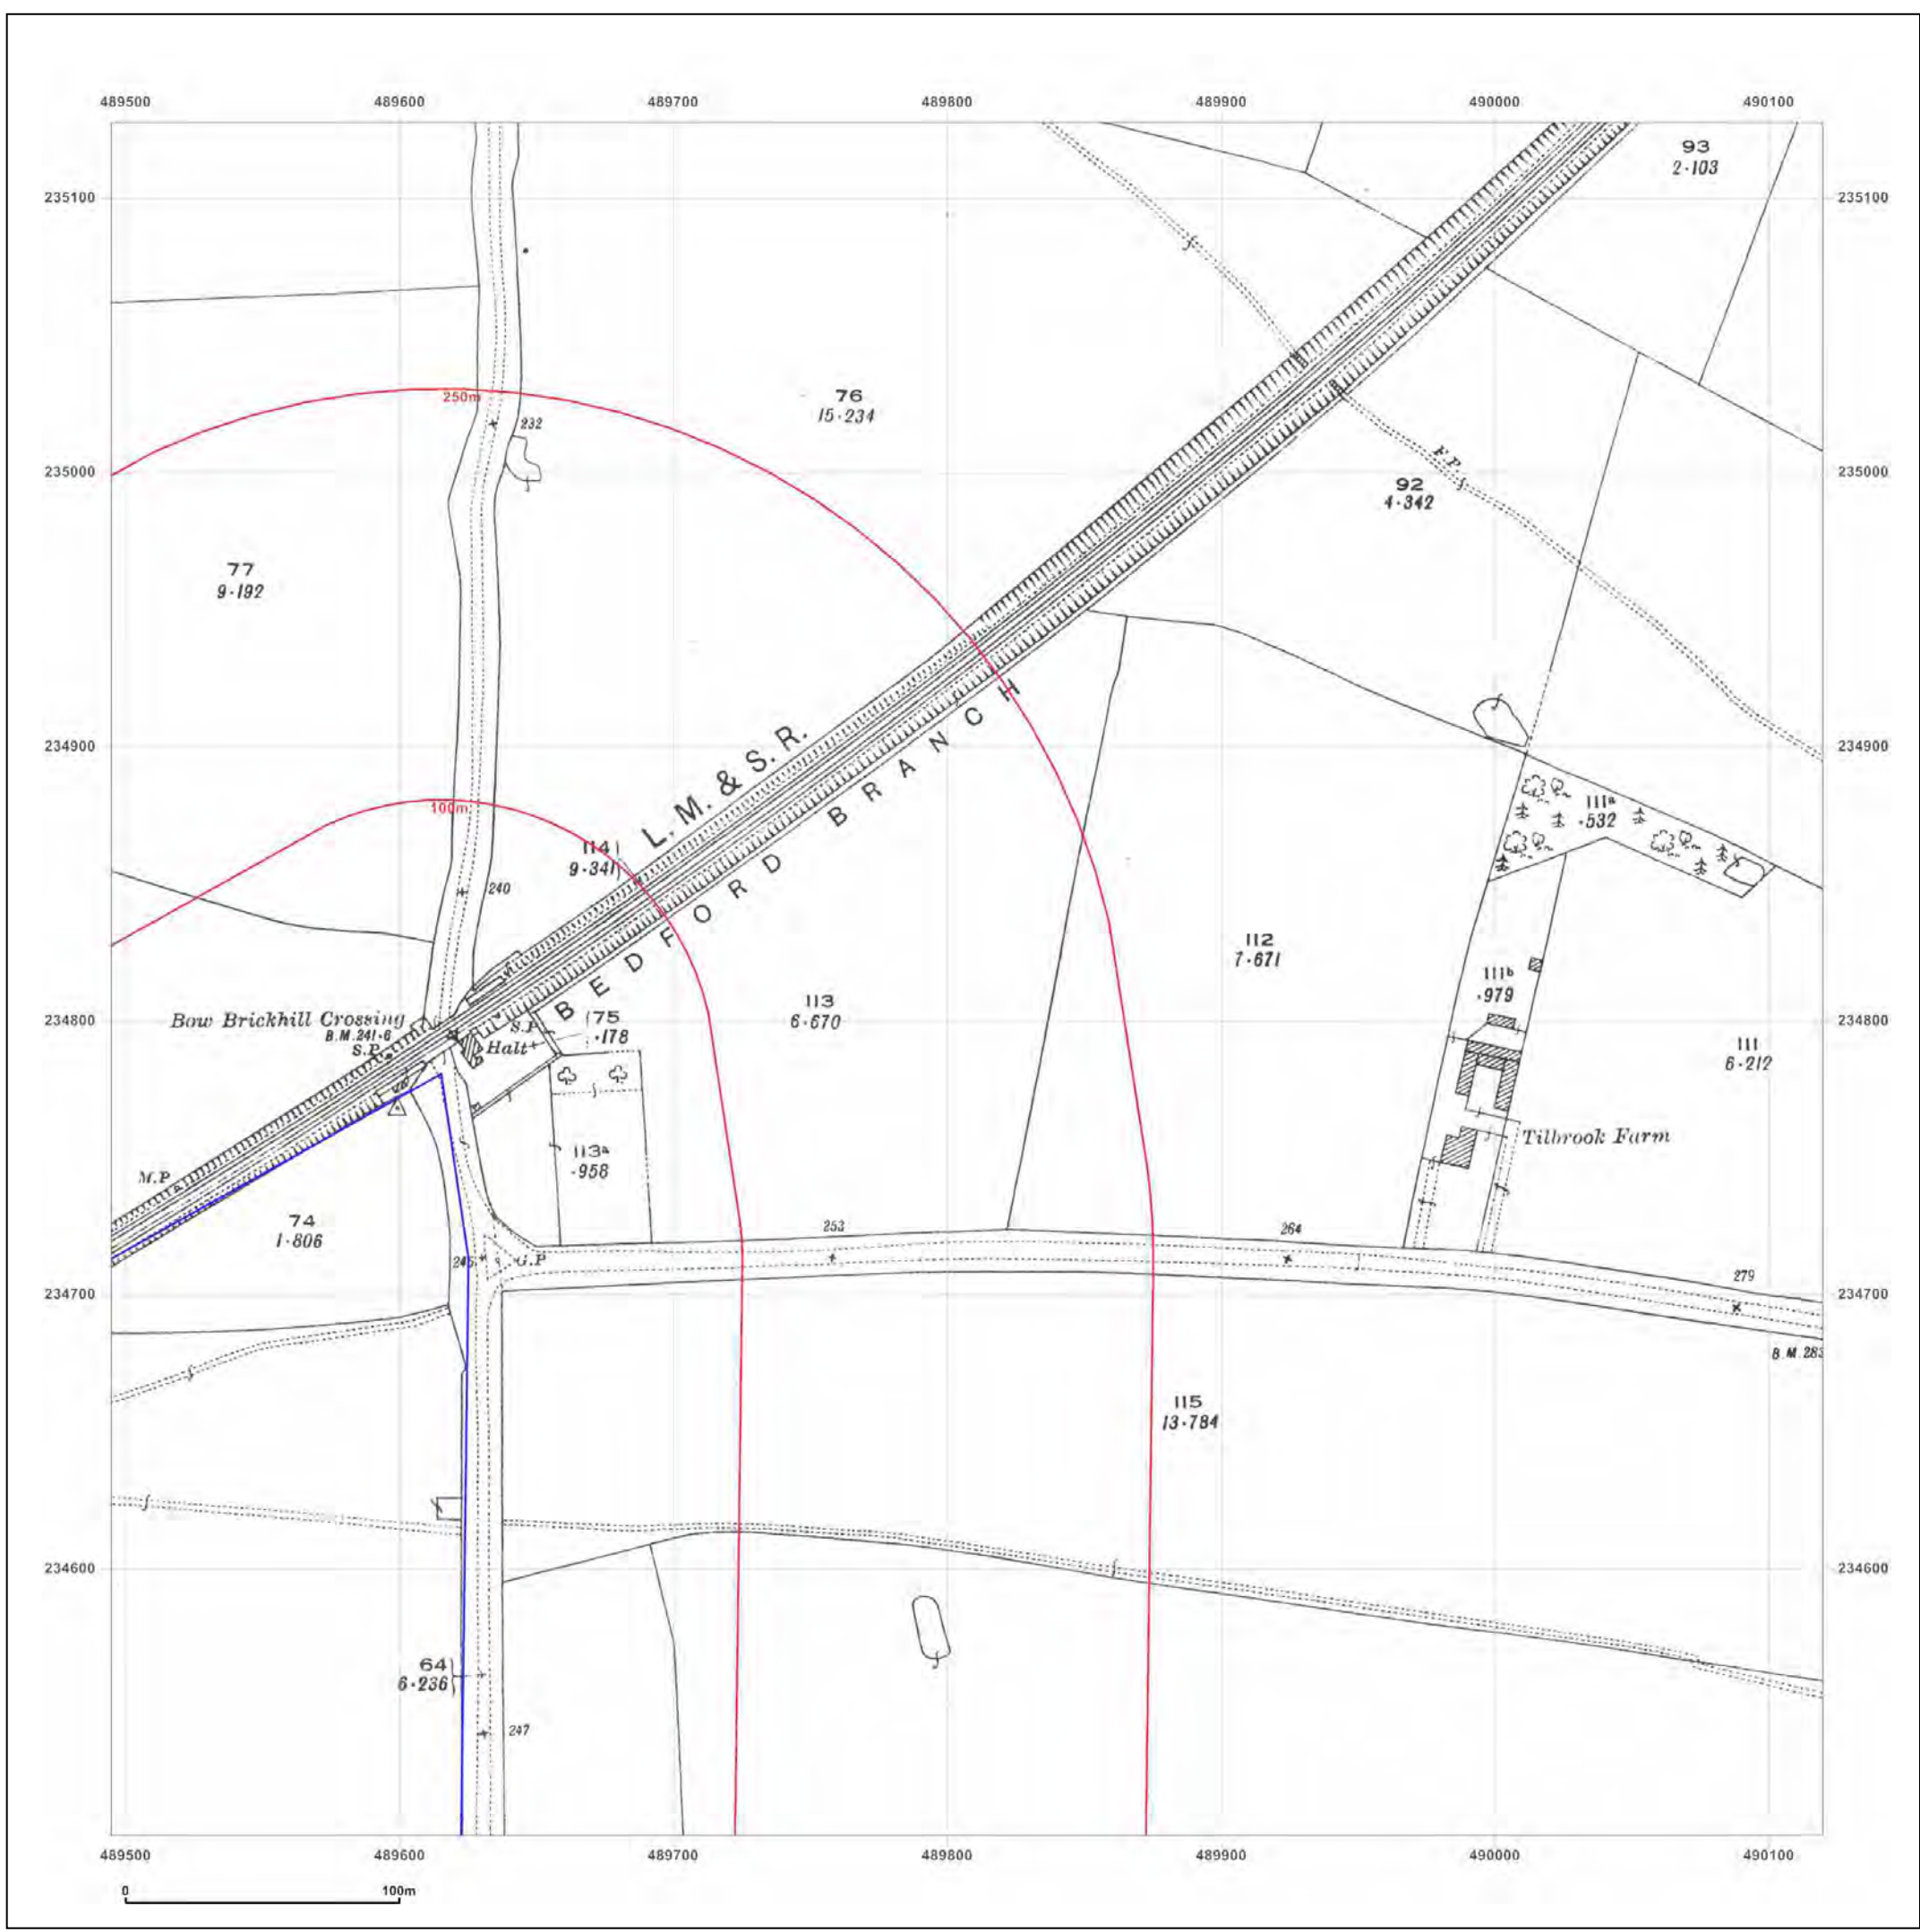 489500 489600 489700 489800 489900 490000 490100
93
2·103
235100 235100
76
15·234
250m
232
F.P.
235000 235000
92
4·342
77
9·192
234900 234900
L. M. & S. R.
BEDFORD BRANCH
100m
111a
·532
114
9·341
240
112
7·671
111b
·979
113
6·670
75
·178
Bow Brickhill Crossing
B.M.241·6
S.P.
S.P.
Halt
234800 234800
111
6·212
Tilbrook Farm
113a
·958
M.P.
74
1·806
253
264
G.P
279
234700 234700
B.M.283
115
13·784
234600 234600
64
6·236
247
489500 489600 489700 489800 489900 490000 490100
0 100m